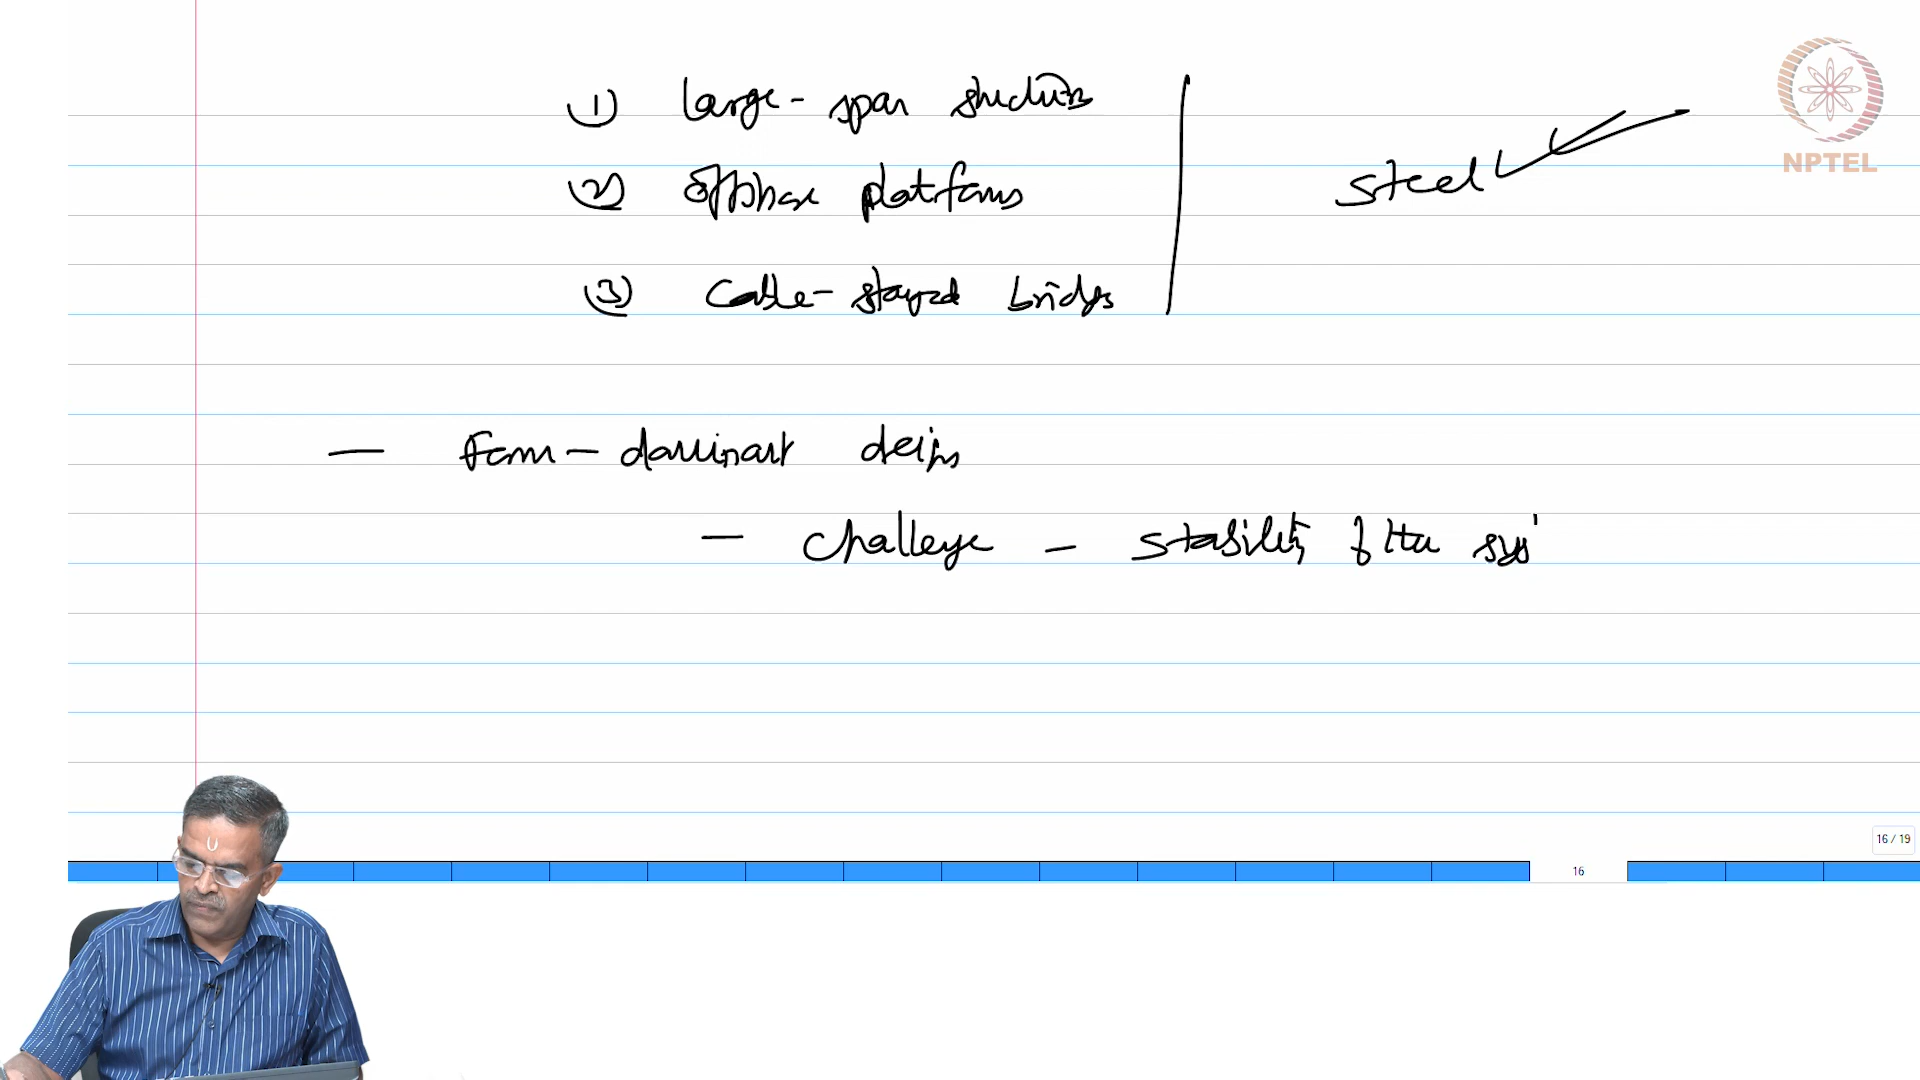 ① Large-span structures
② offshore platforms
③ Cable-stayed bridges
steel
NPTEL
— Form-dominant design
— challenge — stability of the sys
16 / 19
16